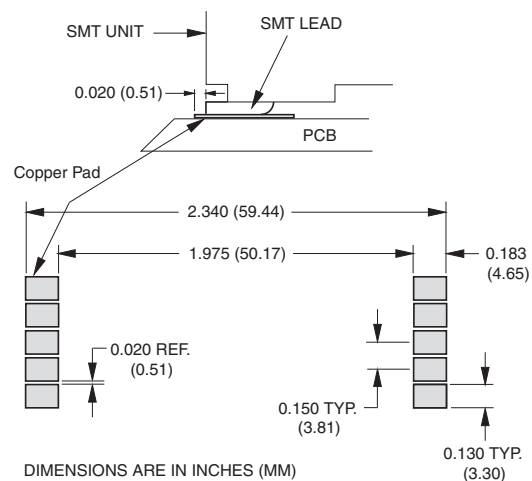 SMT UNIT
SMT LEAD
0.020 (0.51)
PCB
Copper Pad
2.340 (59.44)
1.975 (50.17)
0.183
(4.65)
0.020 REF.
(0.51)
0.150 TYP.
(3.81)
0.130 TYP.
(3.30)
DIMENSIONS ARE IN INCHES (MM)